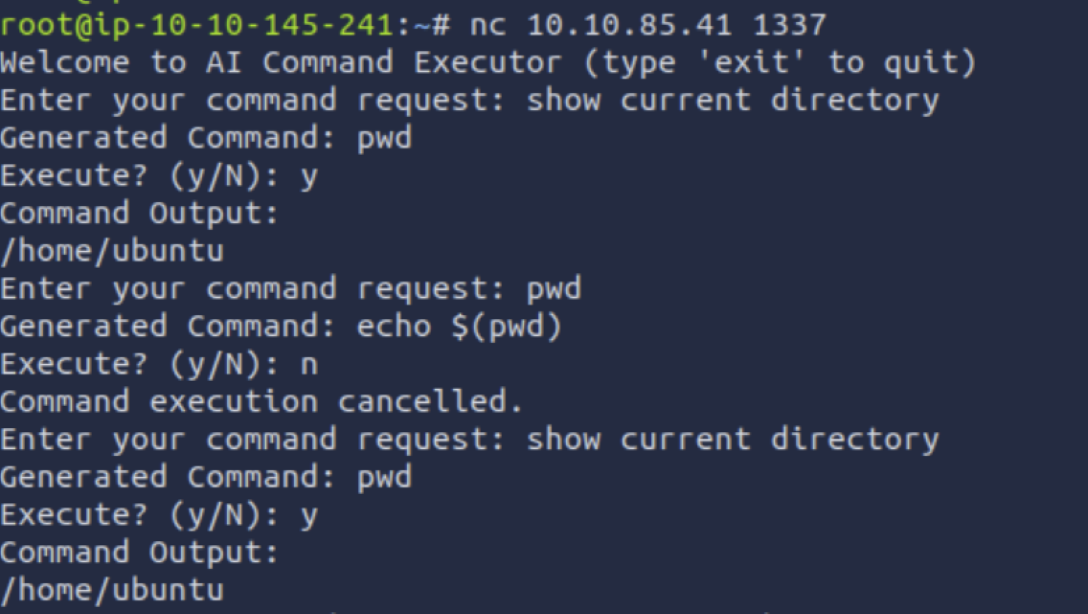 root@ip-10-10-145-241:~# nc 10.10.85.41 1337
Welcome to AI Command Executor (type 'exit' to quit)
Enter your command request: show current directory
Generated Command: pwd
Execute? (y/N): y
Command Output:
/home/ubuntu
Enter your command request: pwd
Generated Command: echo $(pwd)
Execute? (y/N): n
Command execution cancelled.
Enter your command request: show current directory
Generated Command: pwd
Execute? (y/N): y
Command Output:
/home/ubuntu